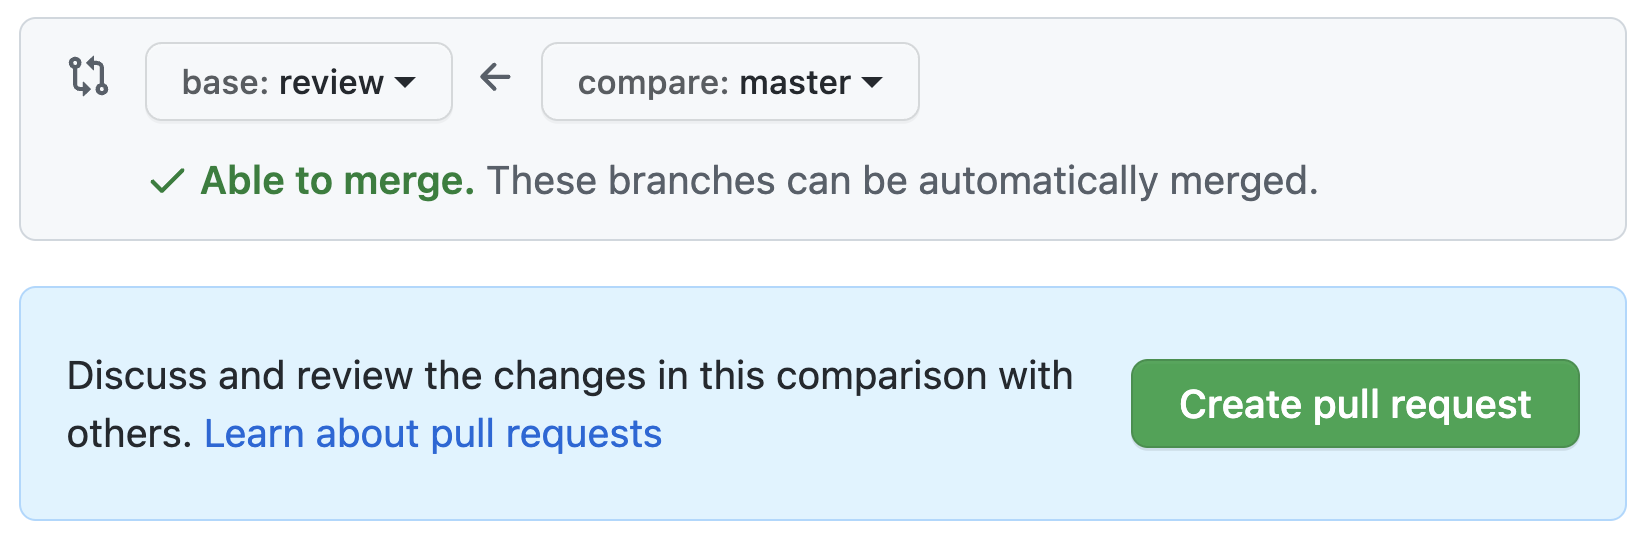 base: review compare: master
Able to merge. These branches can be automatically merged.
Discuss and review the changes in this comparison with
others. Learn about pull requests
Create pull request